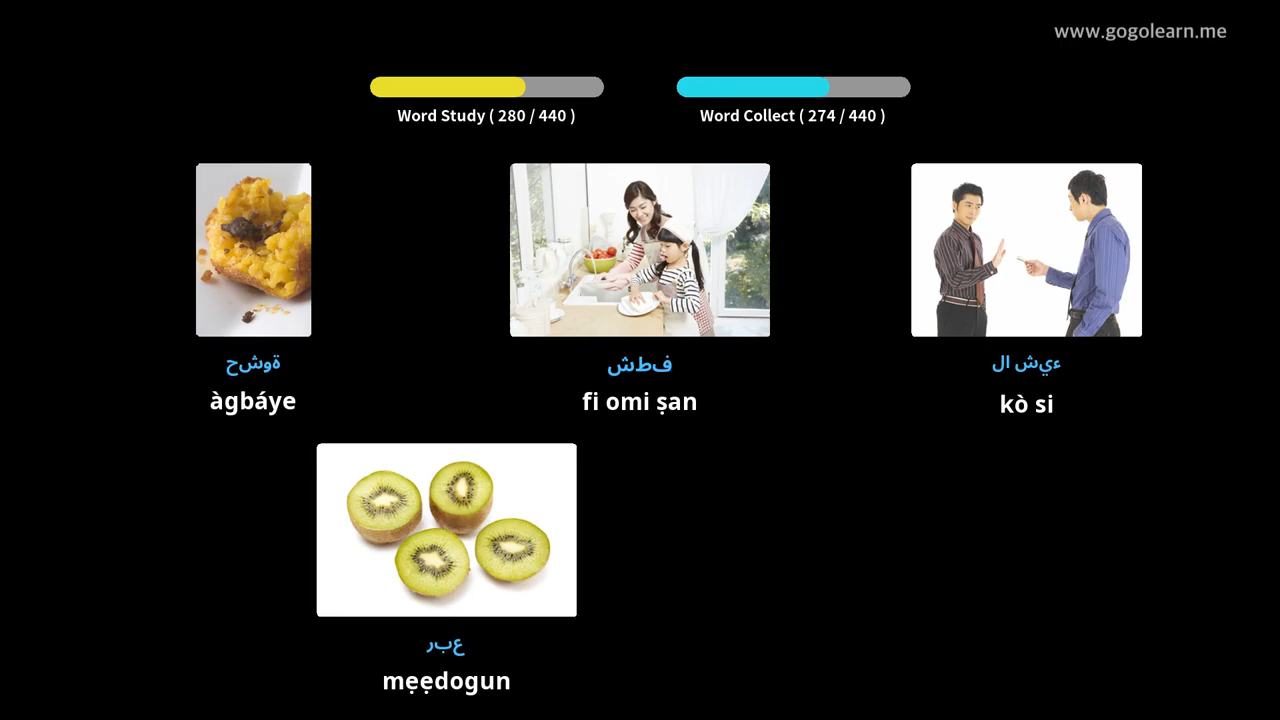 www.gogolearn.me
Word Study ( 280 / 440 )
Word Collect ( 274 / 440 )
ةوشح
فطش
ءيش ال
àgbáye
fi omi ṣan
kò si
عبر
mẹẹdogun